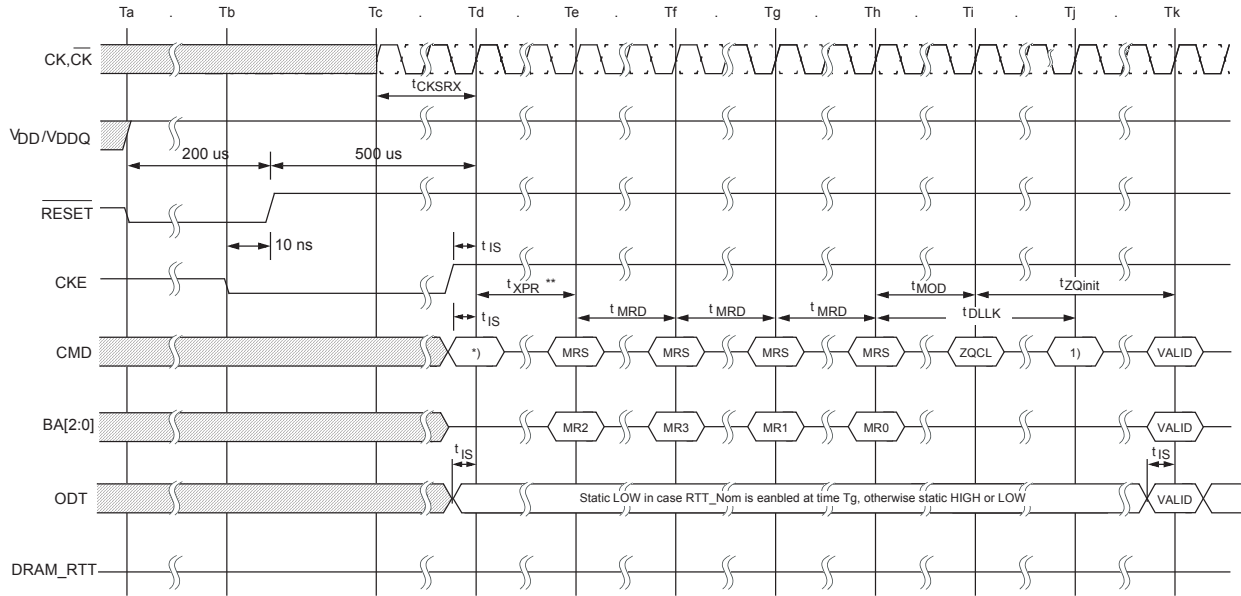 Ta . Tb Tc . Td . Te . Tf . Tg . Th . Ti . Tj . Tk
CK,CK
tCKSRX
VDD/VDDQ
200 us 500 us
RESET
10 ns
tIS
CKE
tXPR **
tMOD tZQinit
tIS
tMRD tMRD tMRD tDLLK
CMD *) MRS MRS MRS MRS ZQCL 1) VALID
BA[2:0] MR2 MR3 MR1 MR0 VALID
tIS tIS
ODT Static LOW in case RTT_Nom is eanbled at time Tg, otherwise static HIGH or LOW VALID
DRAM_RTT